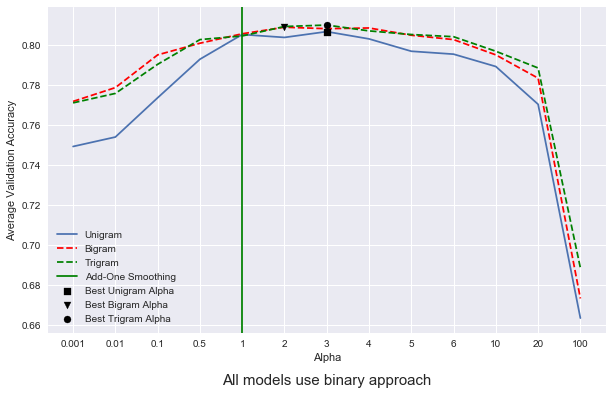 Average Validation Accuracy
0.80
0.78
0.76
0.74
0.72
0.70
0.68
0.66
Unigram
Bigram
Trigram
Add-One Smoothing
Best Unigram Alpha
Best Bigram Alpha
Best Trigram Alpha
0.001 0.01 0.1 0.5 1 2 3 4 5 6 10 20 100
Alpha
All models use binary approach